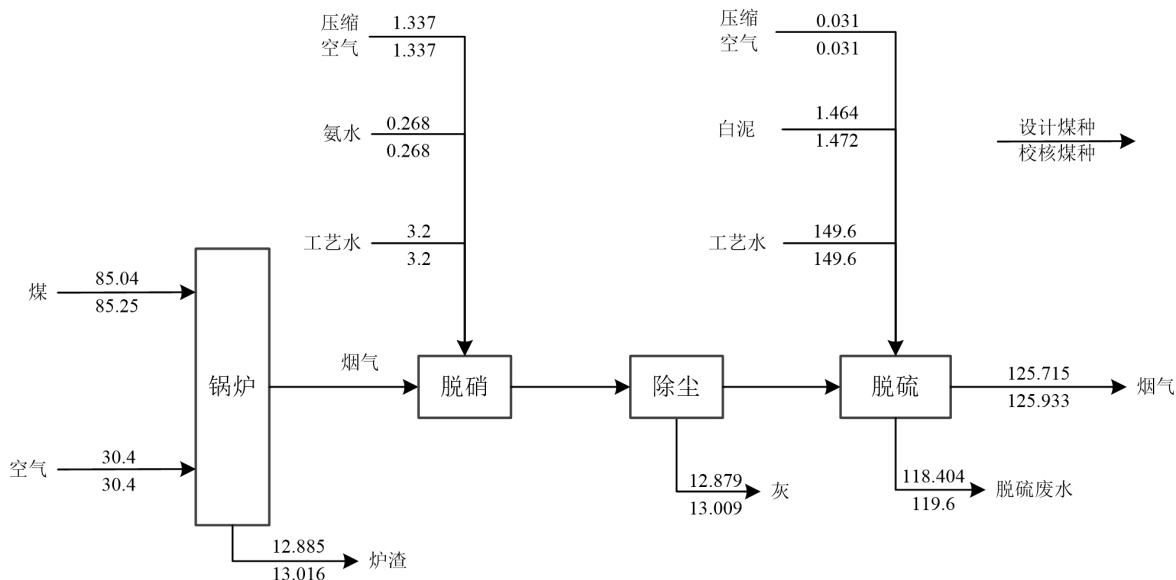 压缩
空气
1.337
1.337
压缩
空气
0.031
0.031
氨水
0.268
0.268
白泥
1.464
1.472
设计煤种
校核煤种
工艺水
3.2
3.2
工艺水
149.6
149.6
煤
85.04
85.25
锅炉
烟气
脱硝
除尘
脱硫
125.715
125.933
烟气
空气
30.4
30.4
12.879
13.009
灰
118.404
119.6
脱硫废水
12.885
13.016
炉渣